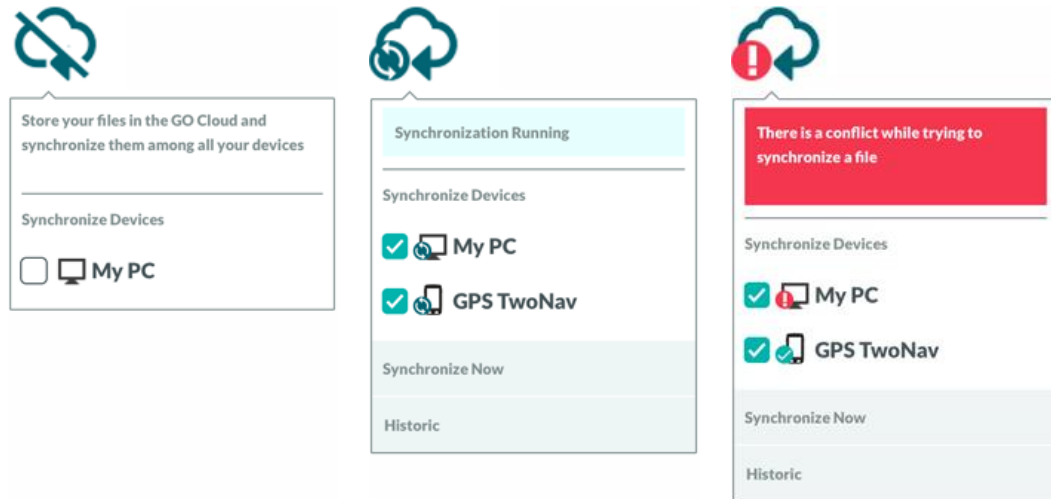 Store your files in the GO Cloud and
synchronize them among all your devices
Synchronize Devices
My PC
Synchronization Running
Synchronize Devices
My PC
GPS TwoNav
Synchronize Now
Historic
There is a conflict while trying to
synchronize a file
Synchronize Devices
My PC
GPS TwoNav
Synchronize Now
Historic